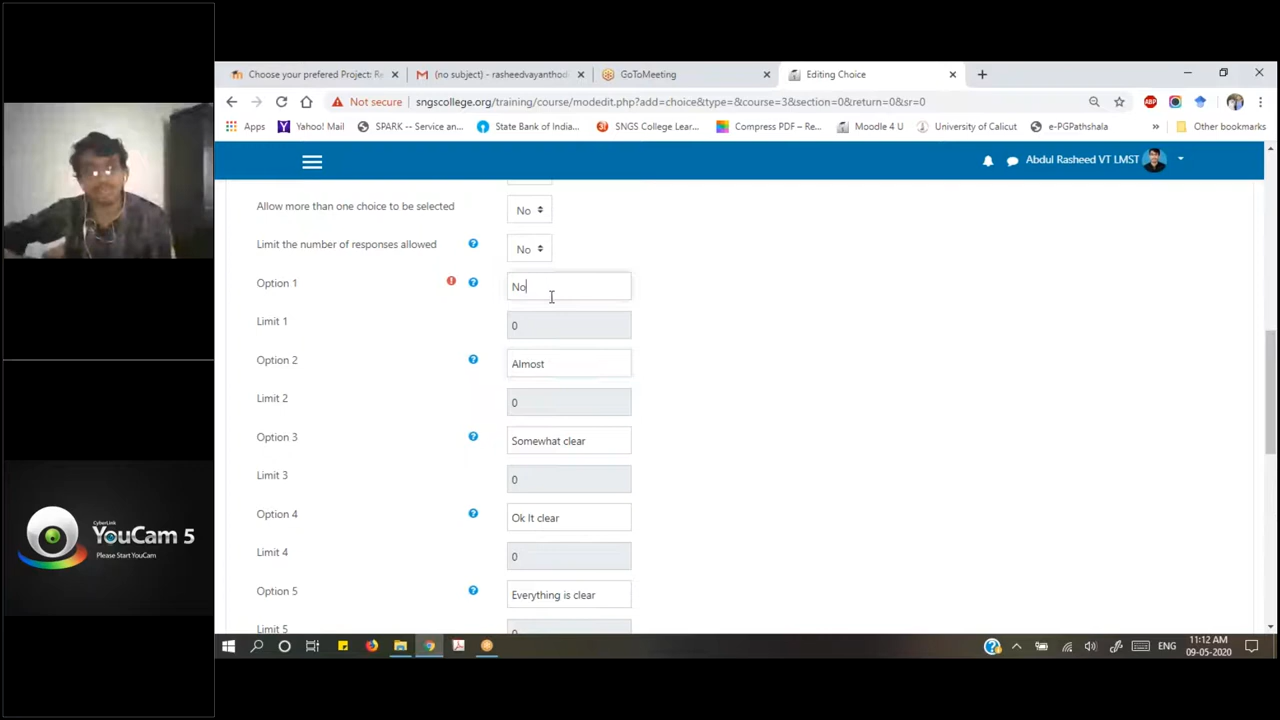 Choose your prefered Project: Re
(no subject) - rasheedvayanthod
GoToMeeting
Editing Choice
Not secure
sngscollege.org/training/course/modedit.php?add=choice&type=&course=3&section=0&return=0&sr=0
ABP
Apps
Yahoo! Mail
SPARK -- Service an...
State Bank of India...
SNGS College Lear...
Compress PDF – Re...
Moodle 4 U
University of Calicut
e-PGPathshala
»
Other bookmarks
Abdul Rasheed VT LMST
Allow more than one choice to be selected
No
Limit the number of responses allowed
No
Option 1
No
Limit 1
0
Option 2
Almost
Limit 2
0
Option 3
Somewhat clear
Limit 3
0
Option 4
Ok It clear
Limit 4
0
Option 5
Everything is clear
Limit 5
0
CyberLink
YouCam 5
Please Start YouCam
ENG
11:12 AM
09-05-2020